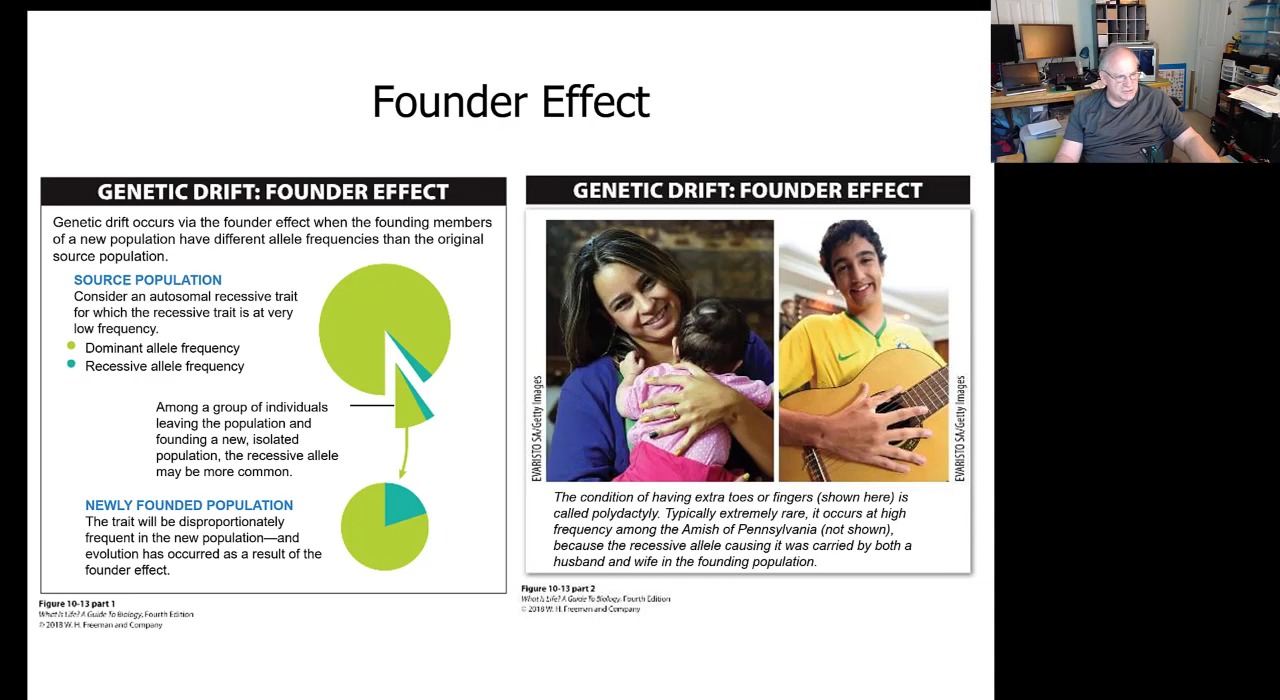 Founder Effect
GENETIC DRIFT: FOUNDER EFFECT
Genetic drift occurs via the founder effect when the founding members
of a new population have different allele frequencies than the original
source population.
SOURCE POPULATION
Consider an autosomal recessive trait
for which the recessive trait is at very
low frequency.
Dominant allele frequency
Recessive allele frequency
Among a group of individuals
leaving the population and
founding a new, isolated
population, the recessive allele
may be more common.
NEWLY FOUNDED POPULATION
The trait will be disproportionately
frequent in the new population—and
evolution has occurred as a result of the
founder effect.
Figure 10-13 part 1
What Is Life? A Guide To Biology, Fourth Edition
© 2018 W. H. Freeman and Company
GENETIC DRIFT: FOUNDER EFFECT
EVARISTO SA/Getty Images
EVARISTO SA/Getty Images
The condition of having extra toes or fingers (shown here) is
called polydactyly. Typically extremely rare, it occurs at high
frequency among the Amish of Pennsylvania (not shown),
because the recessive allele causing it was carried by both a
husband and wife in the founding population.
Figure 10-13 part 2
What Is Life? A Guide To Biology, Fourth Edition
© 2018 W. H. Freeman and Company